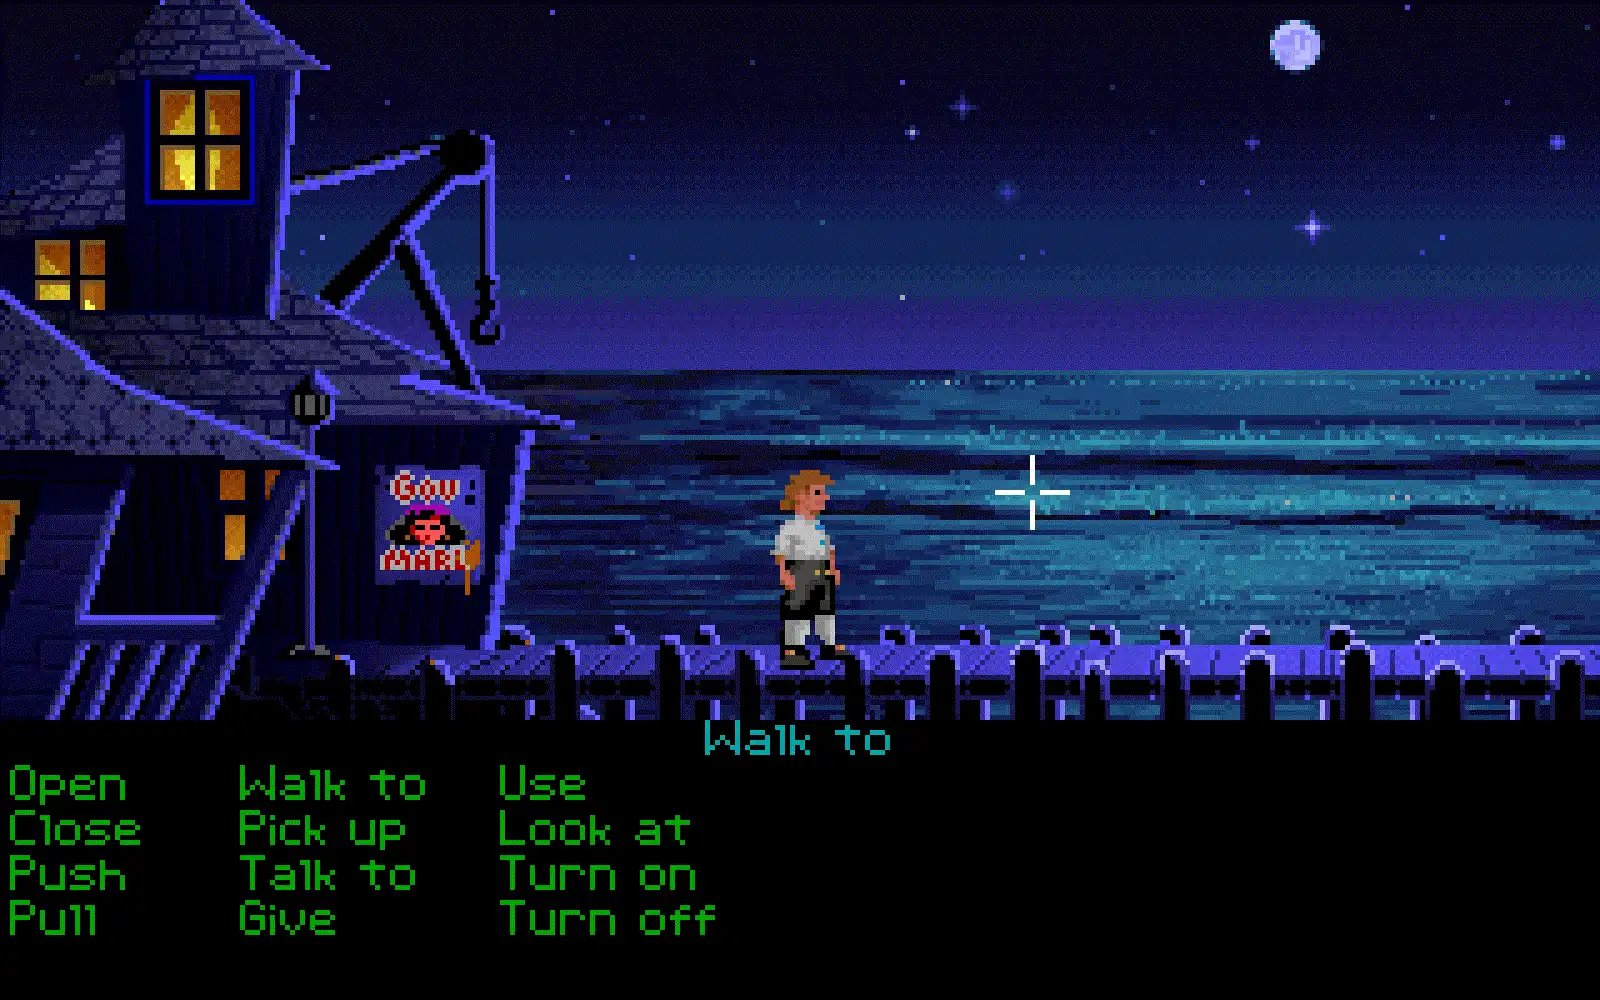 GOV
MARL
Walk to
Open Walk to Use
Close Pick up Look at
Push Talk to Turn on
Pull Give Turn off